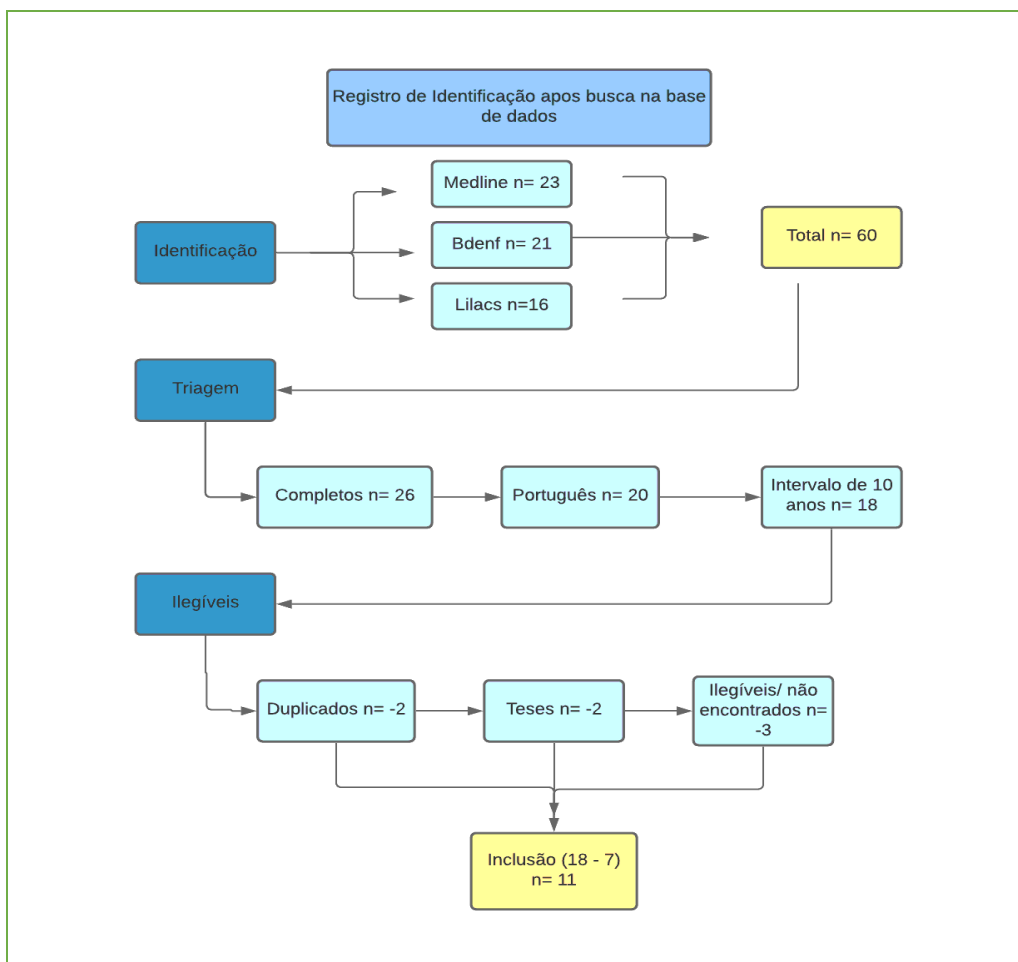 Registro de Identificação apos busca na base
de dados
Medline n= 23
Identificação
Bdenf n= 21
Total n= 60
Lilacs n=16
Triagem
Completos n= 26
Português n= 20
Intervalo de 10
anos n= 18
Ilegíveis
Duplicados n= -2
Teses n= -2
Ilegíveis/ não
encontrados n=
-3
Inclusão (18 - 7)
n= 11